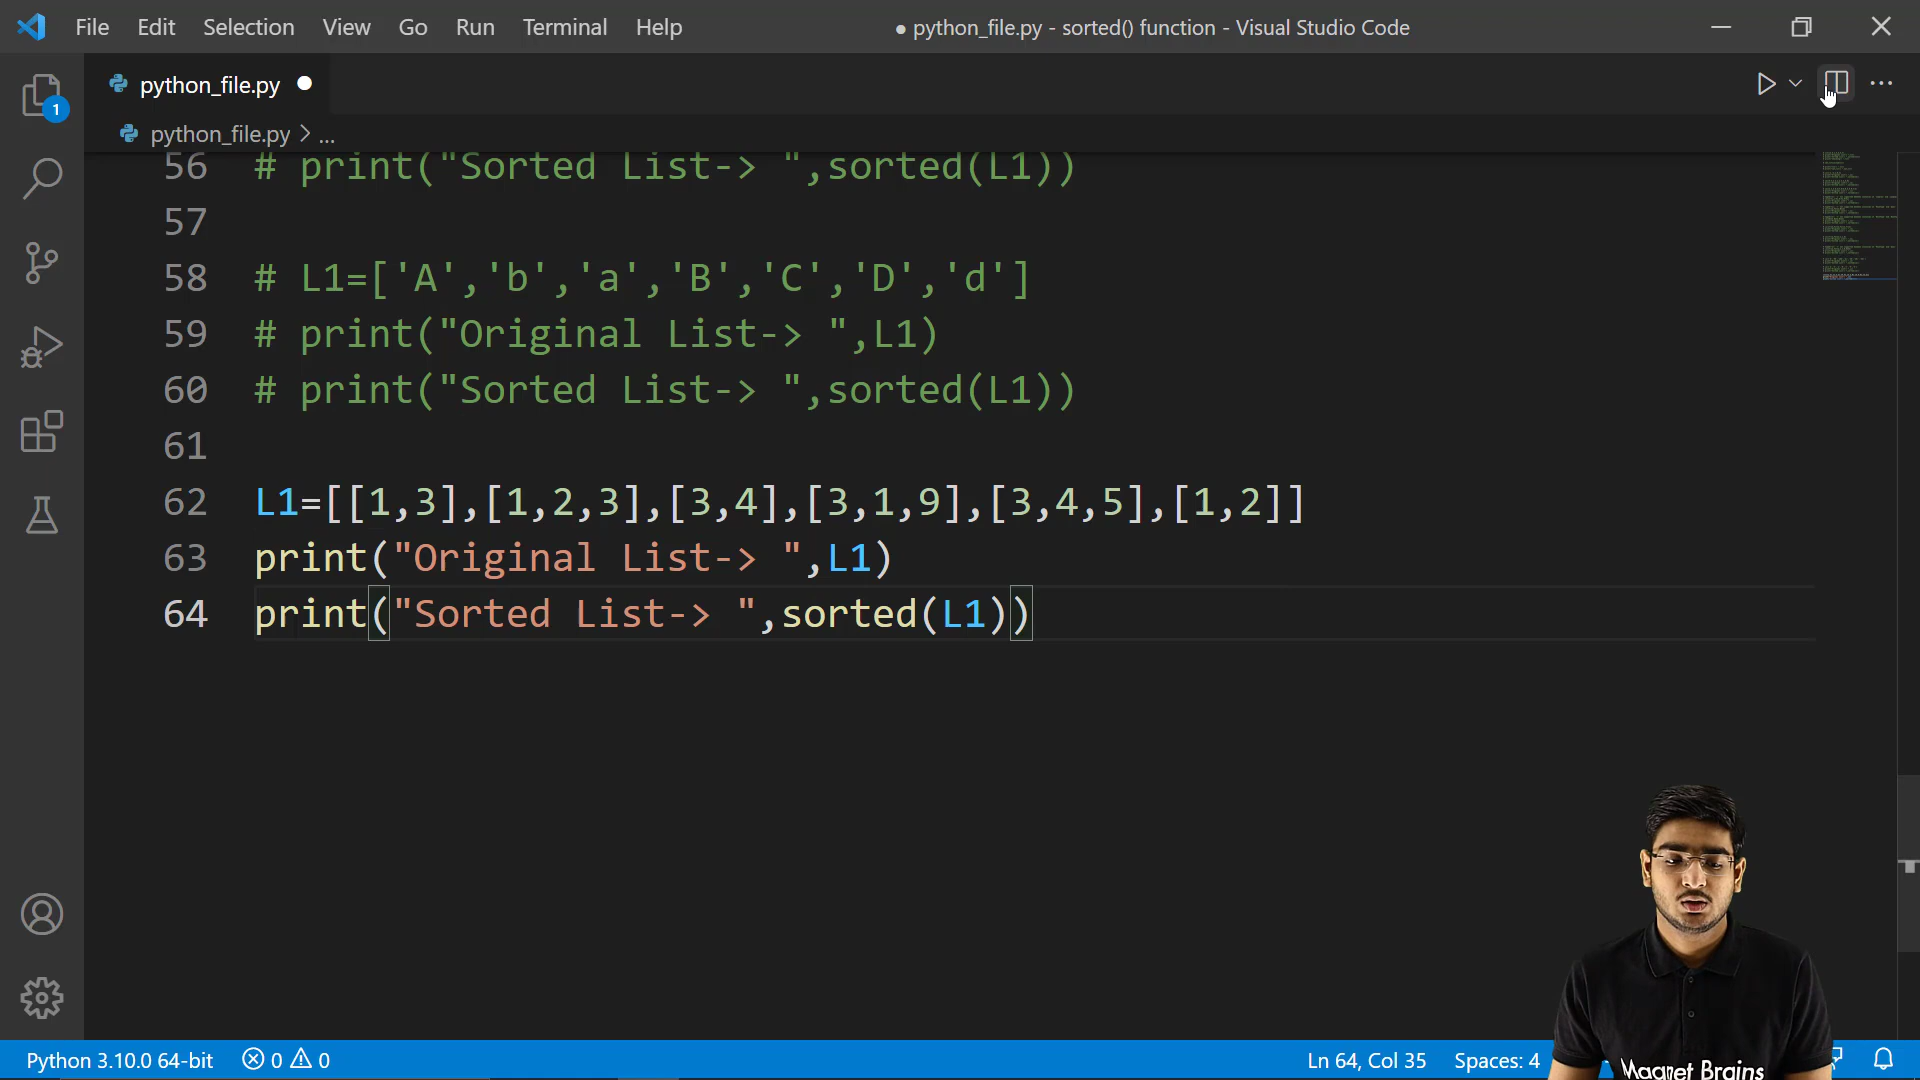 File Edit Selection View Go Run Terminal Help ● python_file.py - sorted() function - Visual Studio Code
1
python_file.py ●
python_file.py > ...
56 # print("Sorted List-> ",sorted(L1))
57
58 # L1=['A','b','a','B','C','D','d']
59 # print("Original List-> ",L1)
60 # print("Sorted List-> ",sorted(L1))
61
62 L1=[[1,3],[1,2,3],[3,4],[3,1,9],[3,4,5],[1,2]]
63 print("Original List-> ",L1)
64 print("Sorted List-> ",sorted(L1))
Python 3.10.0 64-bit 0 0 Ln 64, Col 35 Spaces: 4
Magnet Brains